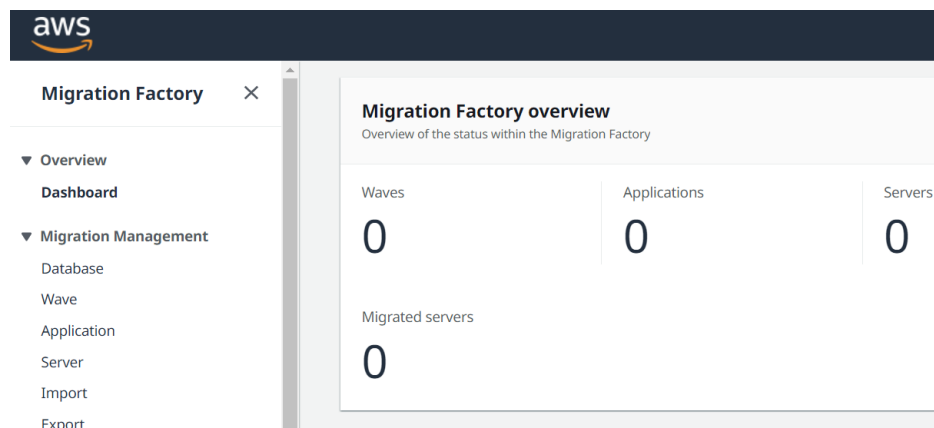 aws
Migration Factory
Overview
Dashboard
Migration Management
Database
Wave
Application
Server
Import
Export
Migration Factory overview
Overview of the status within the Migration Factory
Waves
0
Applications
0
Servers
0
Migrated servers
0